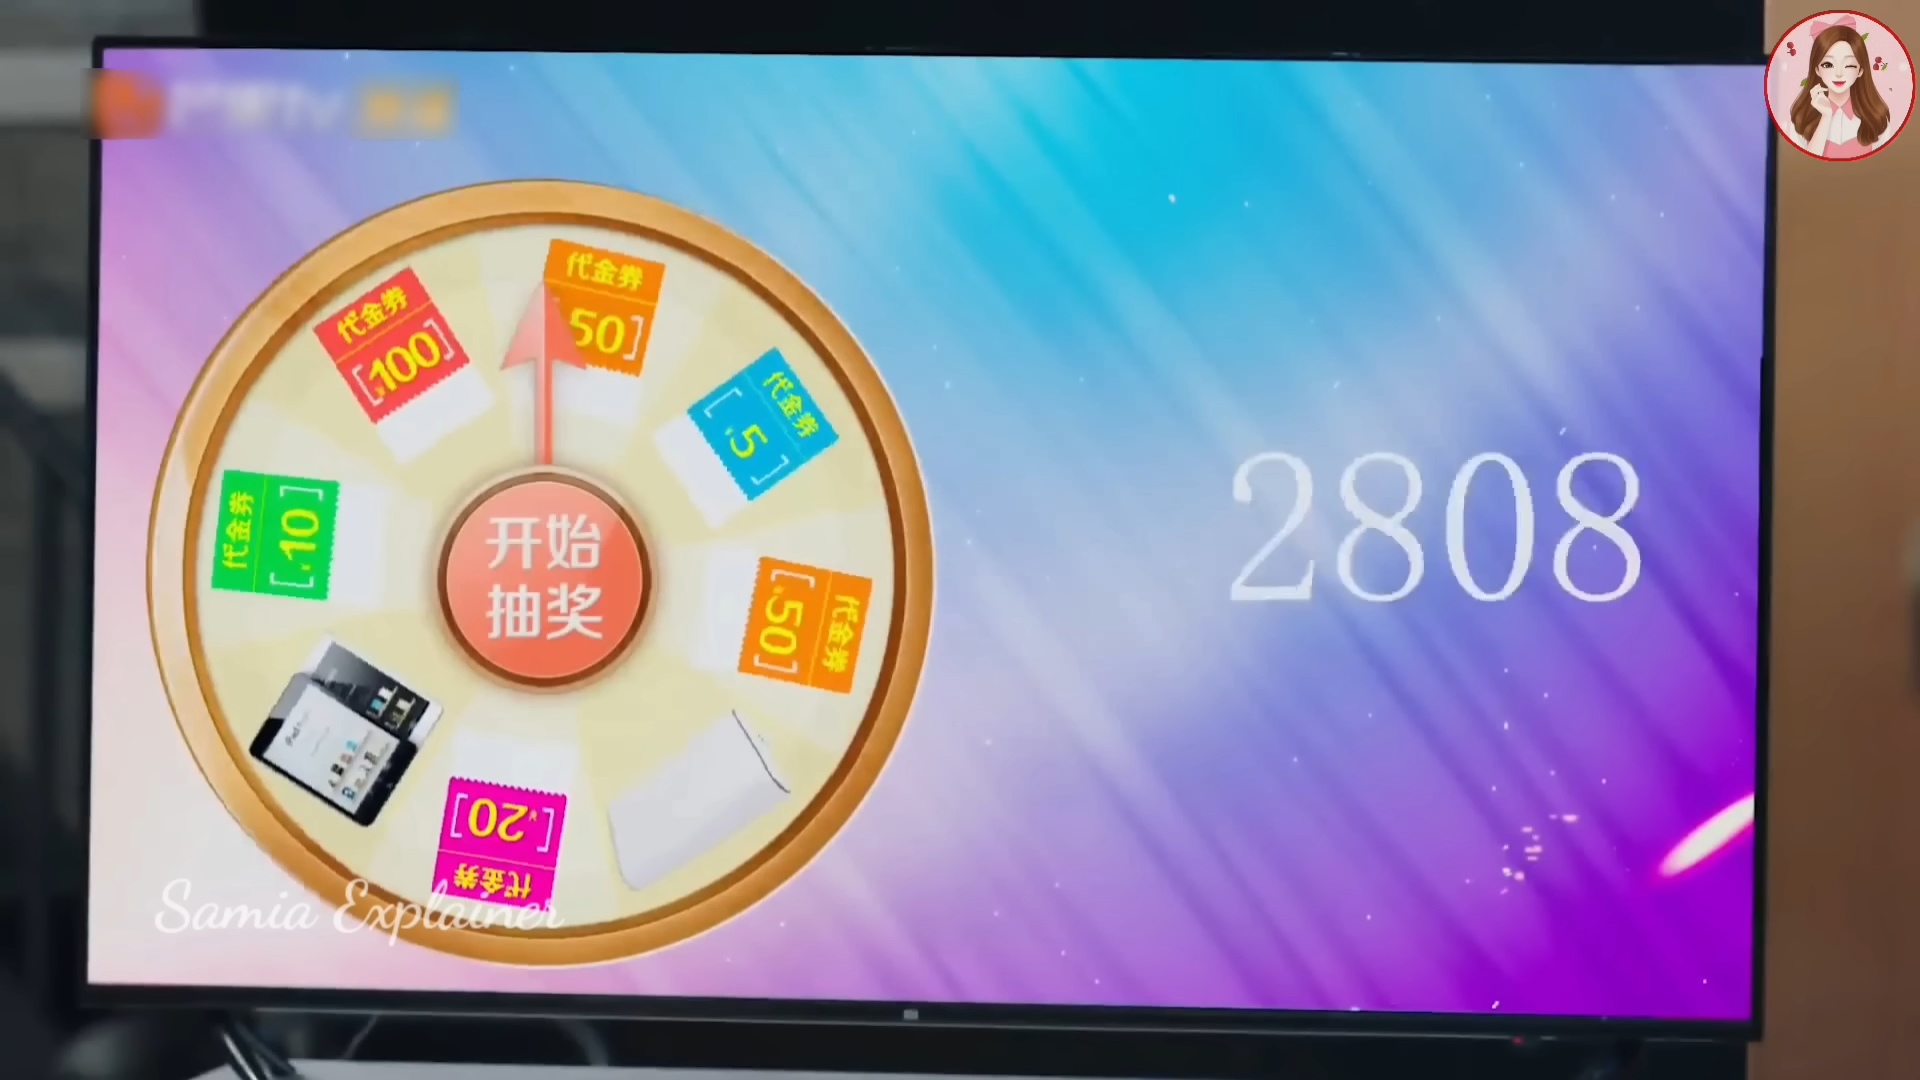 代金券
50
代金券
¥100
代金券
¥5
代金券
¥10
开始
抽奖
2808
代金券
¥50
¥20
代金券
Samia Explainer